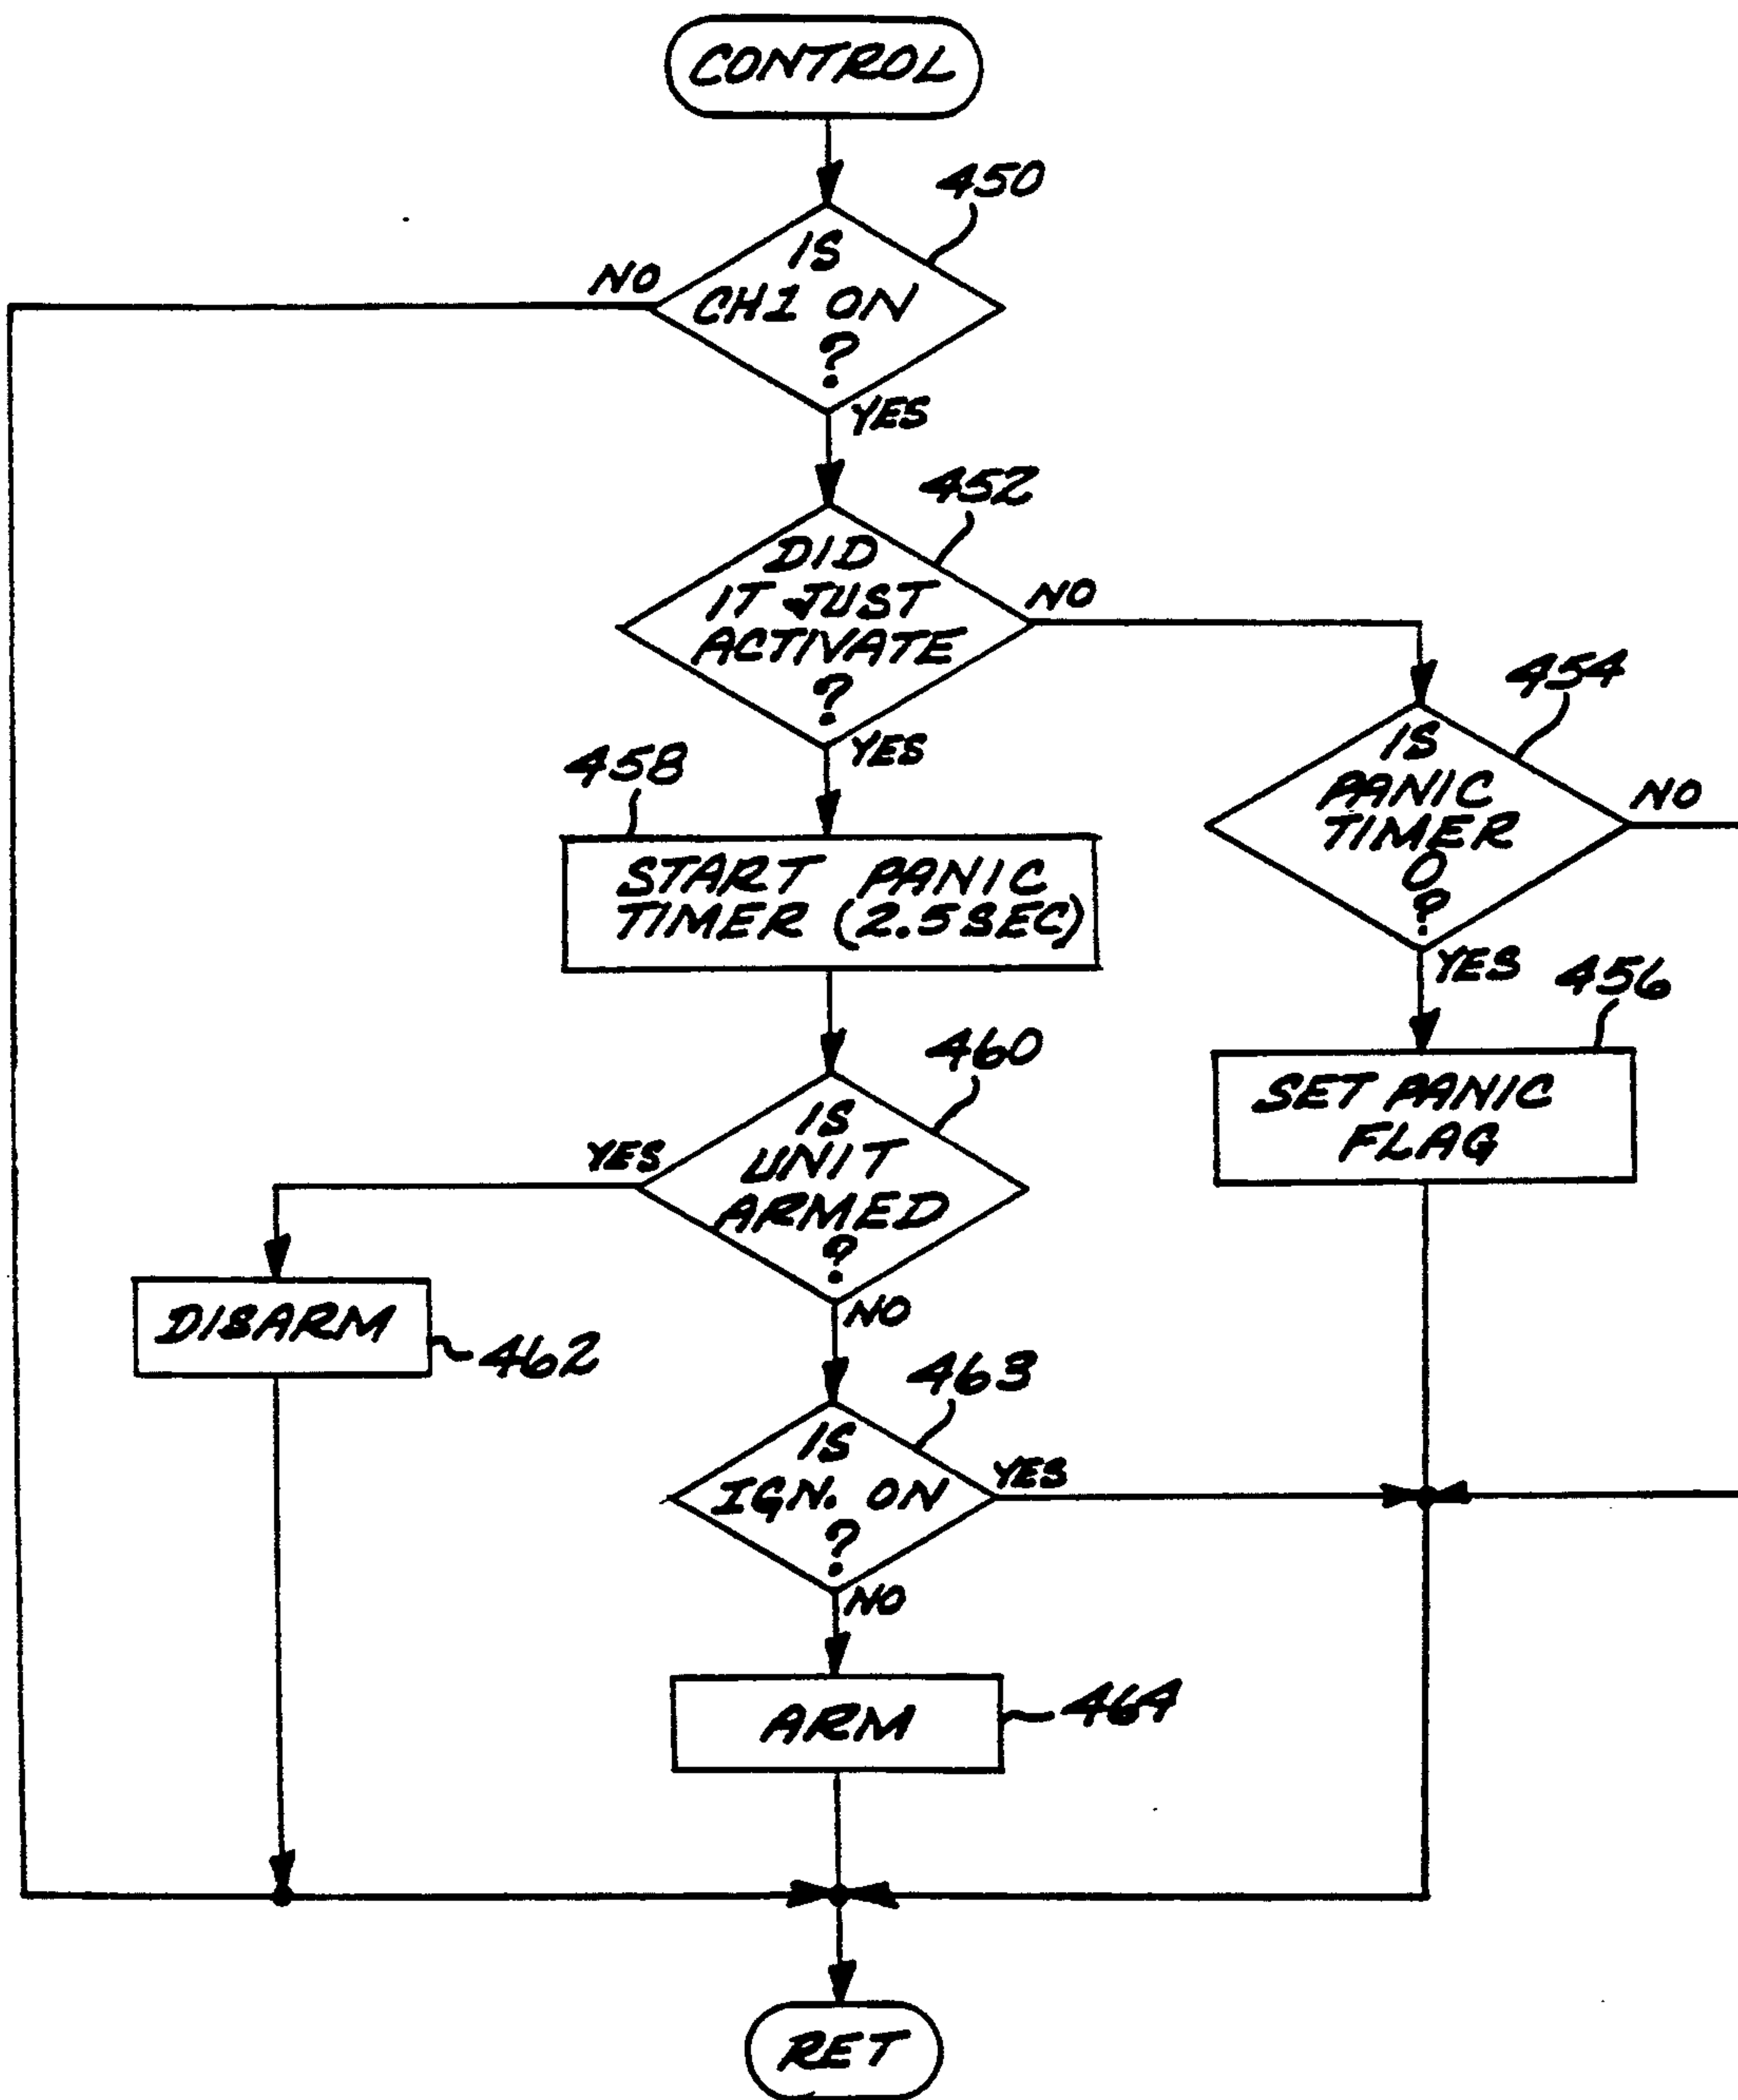 CONTROL
450
IS
CH1 ON
?
NO
YES
452
DID
IT JUST
ACTIVATE
?
NO
YES
454
IS
PANIC
TIMER
0
?
NO
YES
458
START PANIC
TIMER (2.5 SEC)
456
SET PANIC
FLAG
460
IS
UNIT
ARMED
?
YES
NO
DISARM
462
463
IS
IGN. ON
?
YES
NO
ARM
464
RET